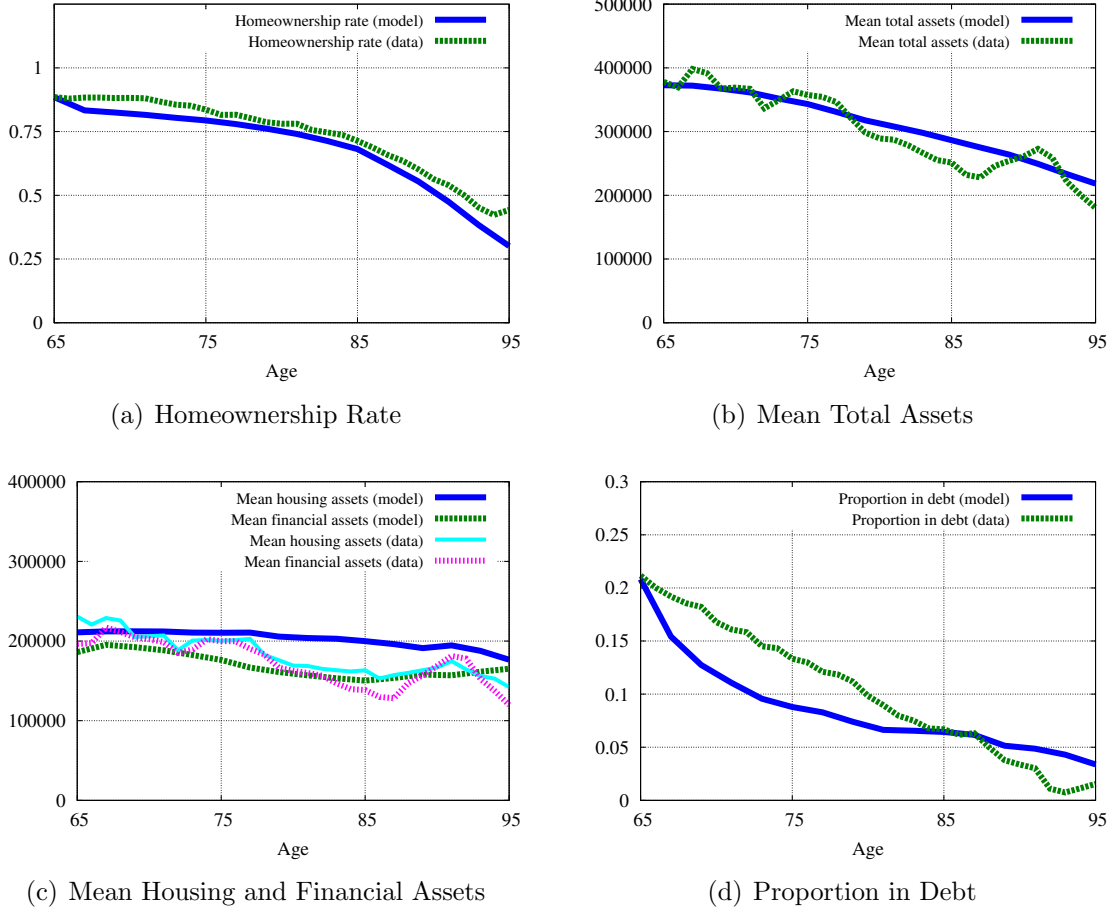 Homeownership rate (model)
Homeownership rate (data)
1
0.75
0.5
0.25
0
65 75 85 95
Age
(a) Homeownership Rate
500000
Mean total assets (model)
Mean total assets (data)
400000
300000
200000
100000
0
65 75 85 95
Age
(b) Mean Total Assets
400000
Mean housing assets (model)
Mean financial assets (model)
Mean housing assets (data)
Mean financial assets (data)
300000
200000
100000
0
65 75 85 95
Age
(c) Mean Housing and Financial Assets
0.3
Proportion in debt (model)
Proportion in debt (data)
0.25
0.2
0.15
0.1
0.05
0
65 75 85 95
Age
(d) Proportion in Debt